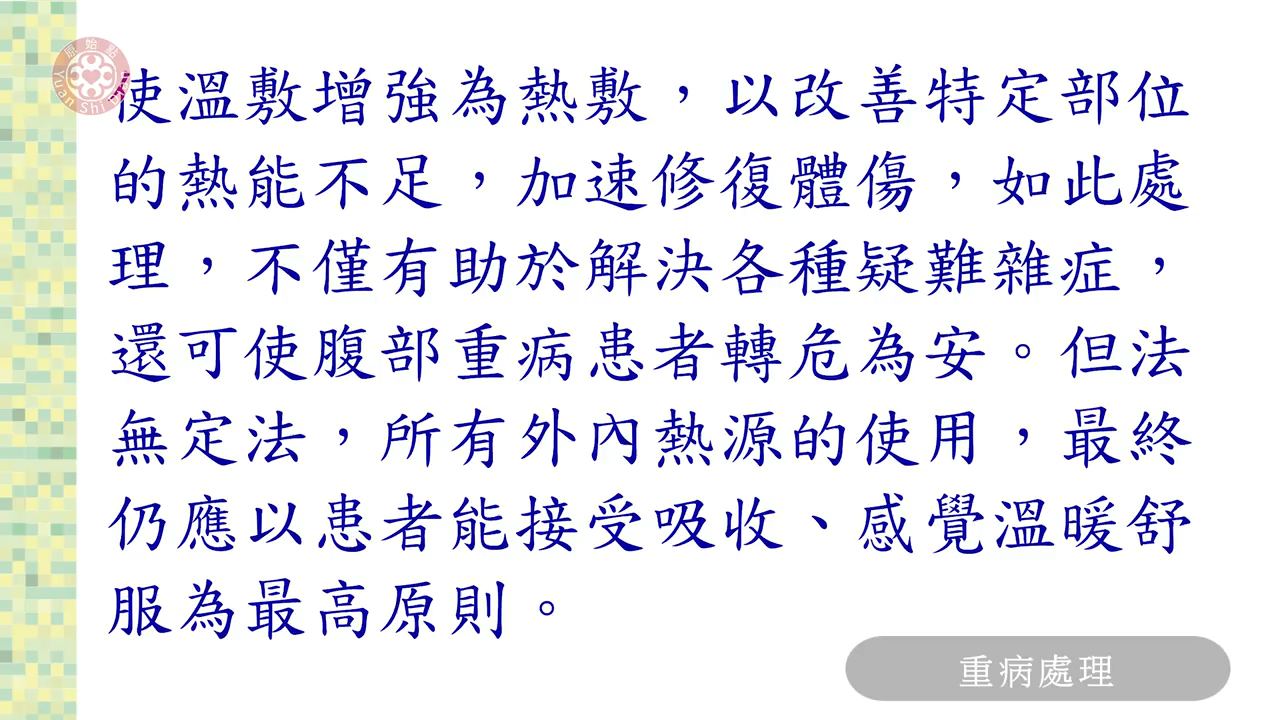 原始點
Yuan Shi
使溫敷增強為熱敷，以改善特定部位
的熱能不足，加速修復體傷，如此處
理，不僅有助於解決各種疑難雜症，
還可使腹部重病患者轉危為安。但法
無定法，所有外內熱源的使用，最終
仍應以患者能接受吸收、感覺溫暖舒
服為最高原則。
重病處理